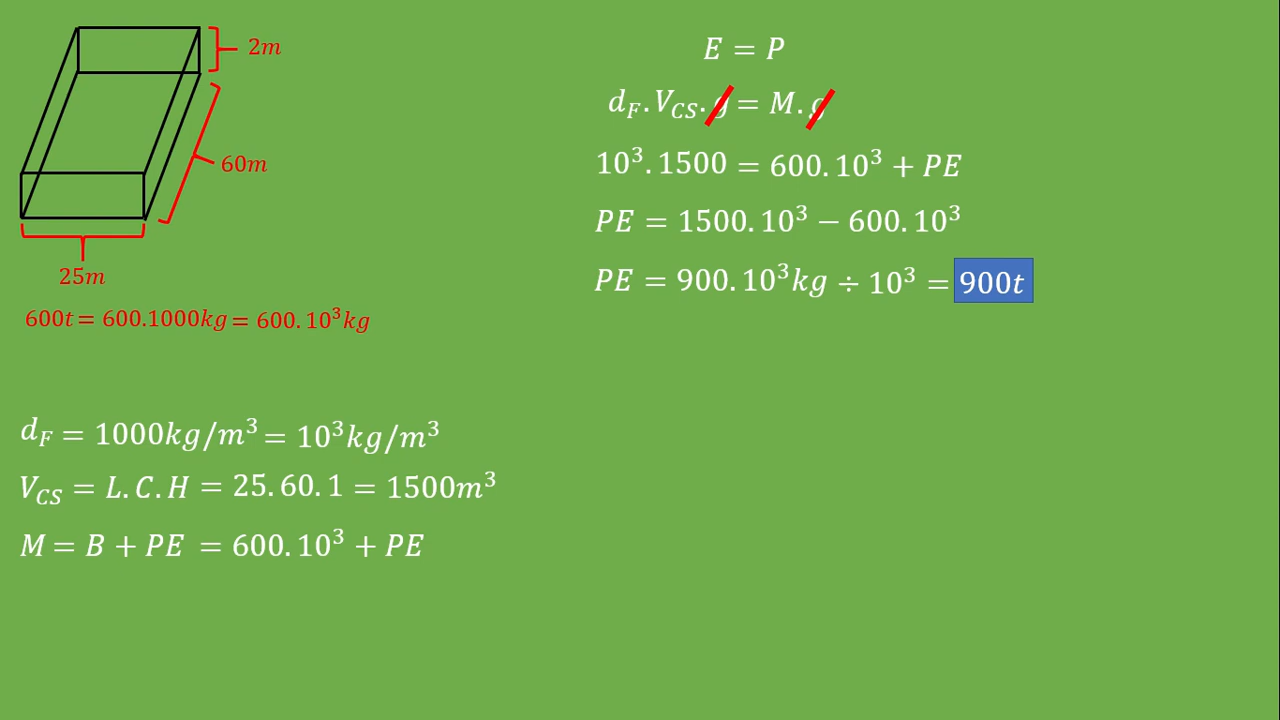 2m
60m
25m
600t = 600.1000kg = 600.10³kg
d_F = 1000kg/m³ = 10³kg/m³
V_CS = L.C.H = 25.60.1 = 1500m³
M = B + PE = 600.10³ + PE
E = P
d_F.V_CS.g = M.g
10³.1500 = 600.10³ + PE
PE = 1500.10³ − 600.10³
PE = 900.10³kg ÷ 10³ = 900t